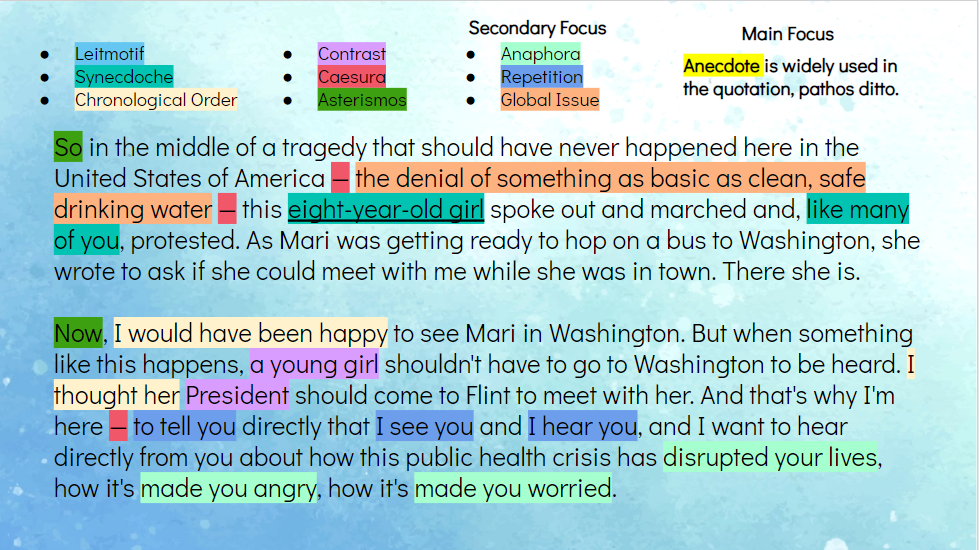 Secondary Focus
Main Focus
● Leitmotif
● Synecdoche
● Chronological Order
● Contrast
● Caesura
● Asterismos
● Anaphora
● Repetition
● Global Issue
Anecdote is widely used in
the quotation, pathos ditto.
So in the middle of a tragedy that should have never happened here in the
United States of America — the denial of something as basic as clean, safe
drinking water — this eight-year-old girl spoke out and marched and, like many
of you, protested. As Mari was getting ready to hop on a bus to Washington, she
wrote to ask if she could meet with me while she was in town. There she is.
Now, I would have been happy to see Mari in Washington. But when something
like this happens, a young girl shouldn't have to go to Washington to be heard. I
thought her President should come to Flint to meet with her. And that's why I'm
here — to tell you directly that I see you and I hear you, and I want to hear
directly from you about how this public health crisis has disrupted your lives,
how it's made you angry, how it's made you worried.